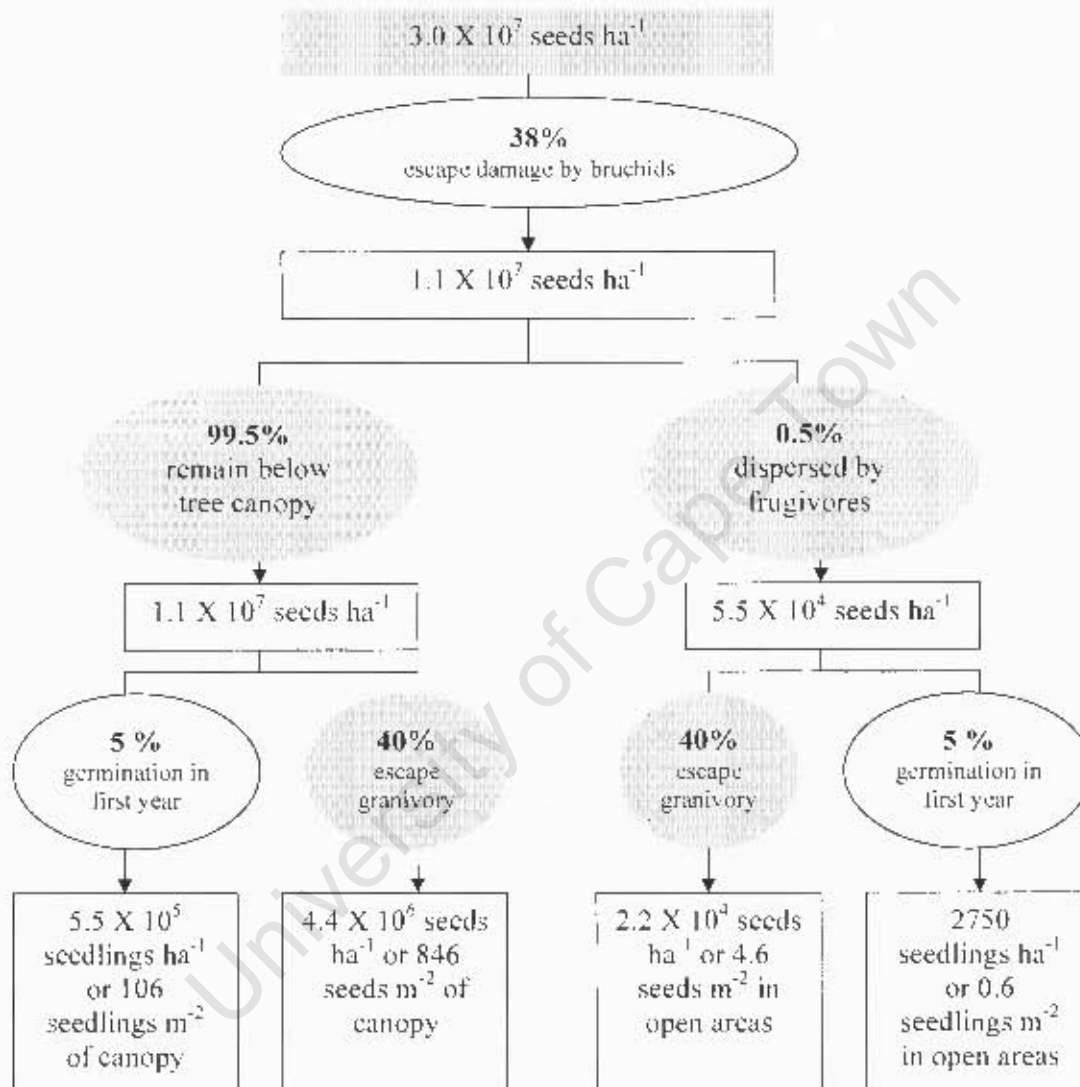 3.0 X 10⁷ seeds ha⁻¹
38%
escape damage by bruchids
1.1 X 10⁷ seeds ha⁻¹
99.5%
remain below
tree canopy
0.5%
dispersed by
frugivores
1.1 X 10⁷ seeds ha⁻¹
5.5 X 10⁴ seeds ha⁻¹
5 %
germination in
first year
40%
escape
granivory
40%
escape
granivory
5 %
germination in
first year
5.5 X 10⁵
seedlings ha⁻¹
or 106
seedlings m⁻²
of canopy
4.4 X 10⁶ seeds
ha⁻¹ or 846
seeds m⁻² of
canopy
2.2 X 10⁴ seeds
ha⁻¹ or 4.6
seeds m⁻² in
open areas
2750
seedlings ha⁻¹
or 0.6
seedlings m⁻²
in open areas
University of Cape Town